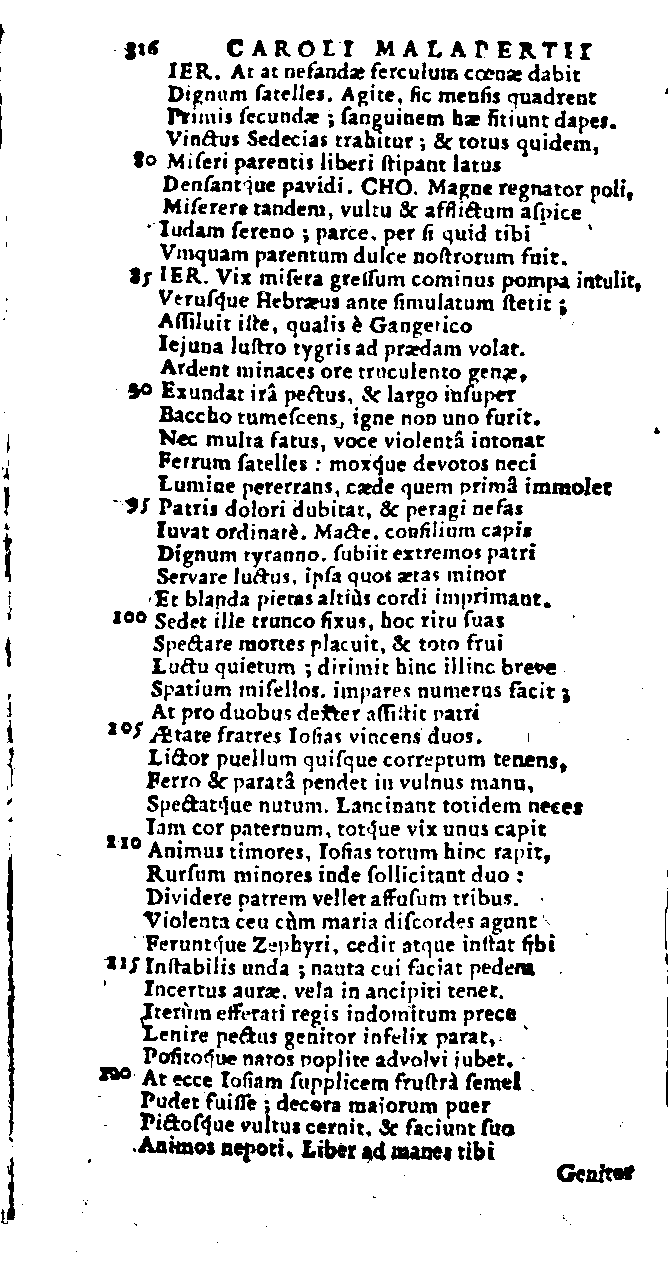 316 CAROLI MALAPERTII
IER. At at nefandæ ferculum cœnæ dabit
Dignum ſatelles. Agite, ſic menſis quadrent
Primis ſecundæ ; ſanguinem hæ ſitiunt dapes.
Vinctus Sedecias trahitur ; & totus quidem,
80 Miſeri parentis liberi ſtipant latus
Denſantque pavidi. CHO. Magne regnator poli,
Miſerere tandem, vultu & afflictum aſpice
Iudam ſereno ; parce, per ſi quid tibi
Vmquam parentum dulce noſtrorum fuit.
85 IER. Vix miſera greſſum cominus pompa intulit,
Veruſque Hebræus ante ſimulatum ſtetit ;
Aſſiluit iſte, qualis è Gangetico
Iejuna luſtro tygris ad prædam volat.
Ardent minaces ore truculento genæ,
90 Exundat irâ pectus, & largo inſuper
Baccho tumeſcens, igne non uno furit.
Nec multa fatus, voce violentâ intonat
Ferrum ſatelles : moxque devotos neci
Lumine pererrans, cæde quem primâ immolet
95 Patris dolori dubitat, & peragi nefas
Iuvat ordinatè. Macte, conſilium capis
Dignum tyranno, ſubiit extremos patri
Servare luctus, ipſa quos ætas minor
Et blanda pietas altiùs cordi imprimant.
100 Sedet ille trunco fixus, hoc ritu ſuas
Spectare mortes placuit, & toto frui
Luctu quietum ; dirimit hinc illinc breve
Spatium miſellos, impares numerus facit ;
At pro duobus dexter aſſiſtit patri
105 Ætate fratres Ioſias vincens duos.
Lictor puellum quiſque correptum tenens,
Ferro & paratâ pendet in vulnus manu,
Spectatque nutum. Lancinant totidem neces
Iam cor paternum, totque vix unus capit
210 Animus timores, Ioſias totum hinc rapit,
Rurſum minores inde ſollicitant duo :
Dividere patrem vellet affuſum tribus.
Violenta ceu cùm maria diſcordes agunt
Feruntque Zephyri, cedit atque inſtat ſibi
215 Inſtabilis unda ; nauta cui faciat pedem
Incertus auræ, vela in ancipiti tenet.
Iterùm efferati regis indomitum prece
Lenire pectus genitor infelix parat,
Poſitoque natos poplite advolvi jubet.
At ecce Ioſiam ſupplicem fruſtrà ſemel
Pudet fuiſſe ; decora maiorum puer
Pictoſque vultus cernit, & faciunt ſuo
Animos nepoti. Liber ad manes tibi
Genitor